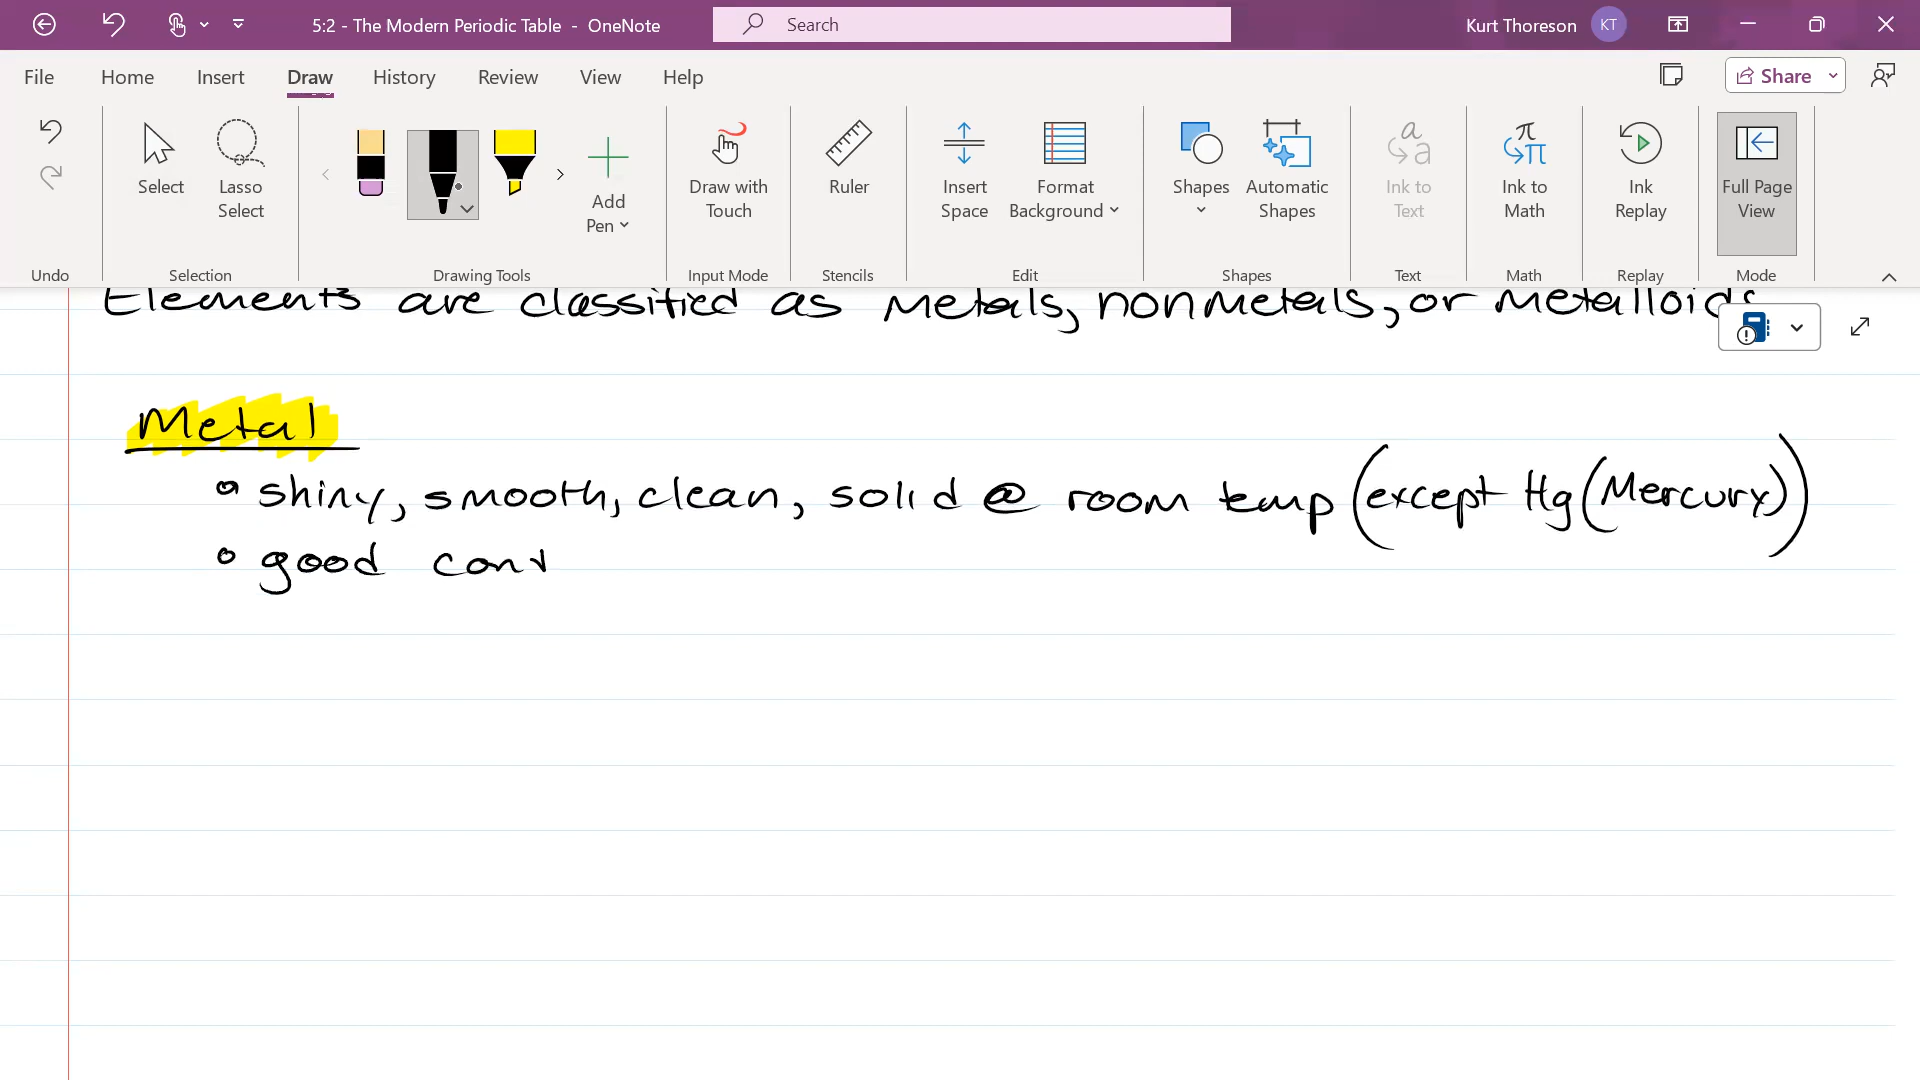 5:2 - The Modern Periodic Table - OneNote
Search
Kurt Thoreson KT
File Home Insert Draw History Review View Help
Share
Select
Lasso Select
Add Pen
Draw with Touch
Ruler
Insert Space
Format Background
Shapes
Automatic Shapes
Ink to Text
Ink to Math
Ink Replay
Full Page View
Undo Selection Drawing Tools Input Mode Stencils Edit Shapes Text Math Replay Mode
Elements are classified as metals, nonmetals, or metalloids
Metal
shiny, smooth, clean, solid @ room temp (except Hg (Mercury))
good